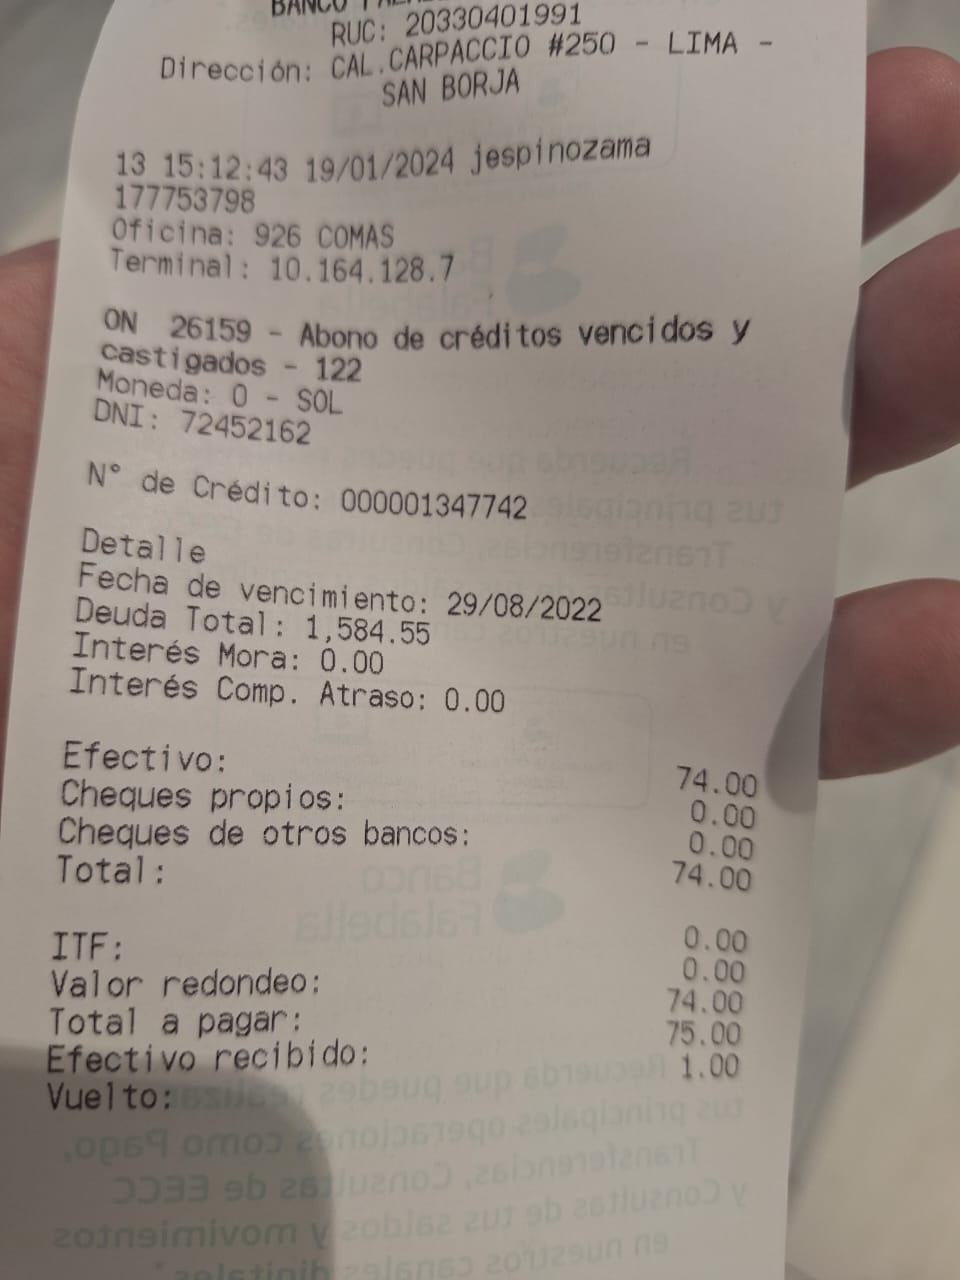 BANCO
RUC: 20330401991
Dirección: CAL.CARPACCIO #250 - LIMA -
SAN BORJA
13 15:12:43 19/01/2024 jespinozama
177753798
Oficina: 926 COMAS
Terminal: 10.164.128.7
ON 26159 - Abono de créditos vencidos y
castigados - 122
Moneda: 0 - SOL
DNI: 72452162
N° de Crédito: 000001347742
Detalle
Fecha de vencimiento: 29/08/2022
Deuda Total: 1,584.55
Interés Mora: 0.00
Interés Comp. Atraso: 0.00
Efectivo: 74.00
Cheques propios: 0.00
Cheques de otros bancos: 0.00
Total: 74.00
ITF: 0.00
Valor redondeo: 0.00
Total a pagar: 74.00
Efectivo recibido: 75.00
Vuelto: 1.00